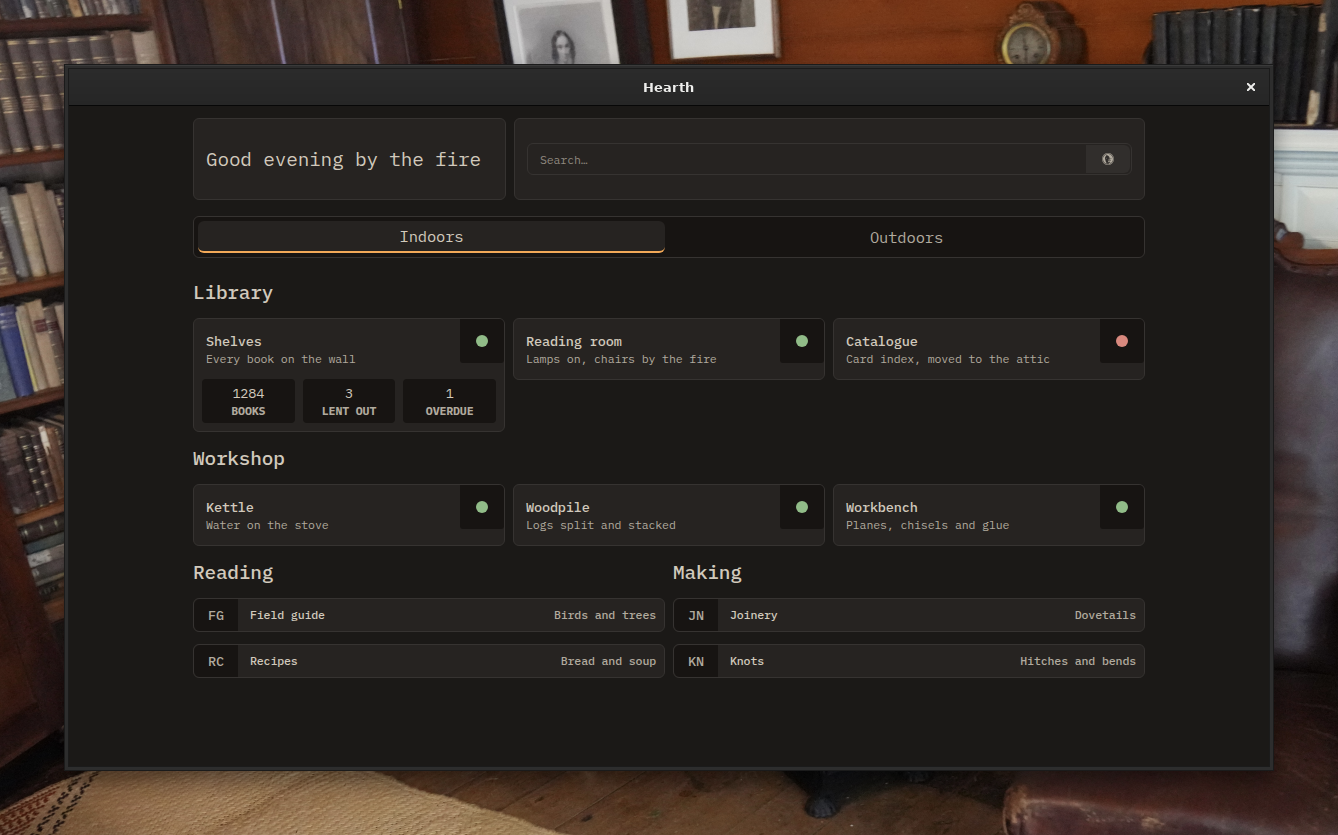 Hearth
Good evening by the fire
Search…
Indoors
Outdoors
Library
Shelves
Every book on the wall
1284
BOOKS
3
LENT OUT
1
OVERDUE
Reading room
Lamps on, chairs by the fire
Catalogue
Card index, moved to the attic
Workshop
Kettle
Water on the stove
Woodpile
Logs split and stacked
Workbench
Planes, chisels and glue
Reading
FG Field guide Birds and trees
RC Recipes Bread and soup
Making
JN Joinery Dovetails
KN Knots Hitches and bends